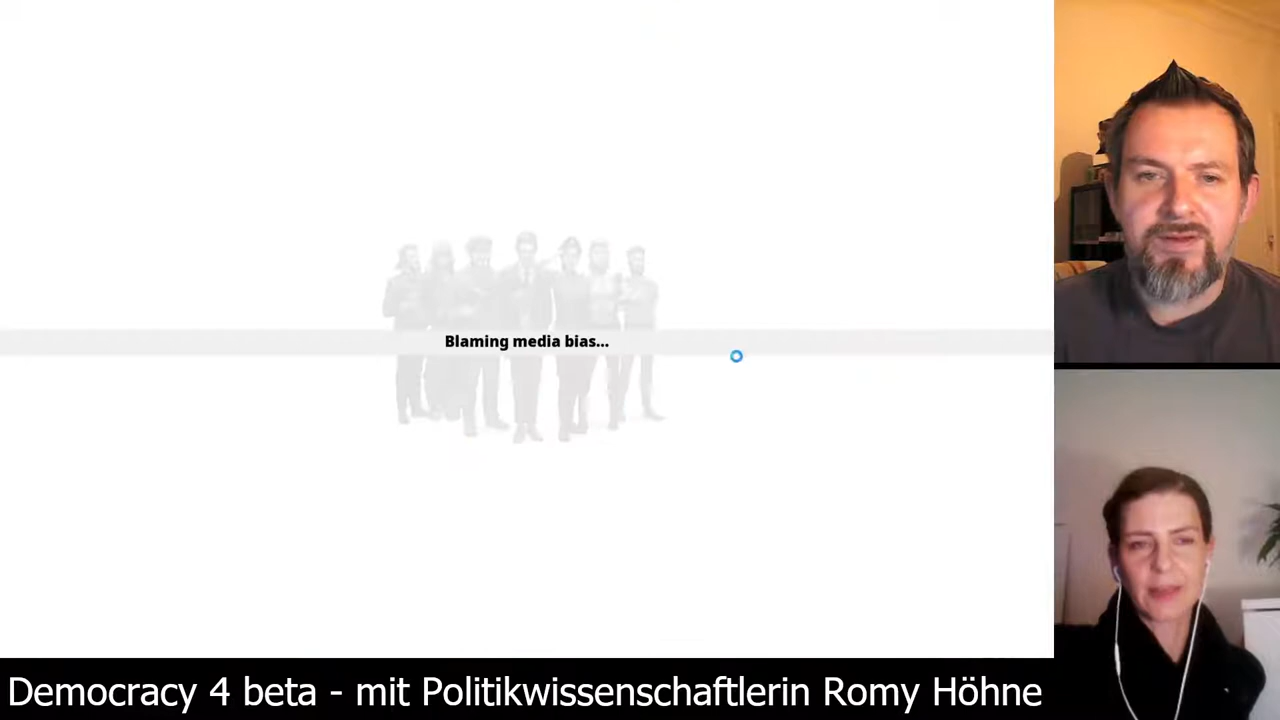 Blaming media bias...
Democracy 4 beta - mit Politikwissenschaftlerin Romy Höhne